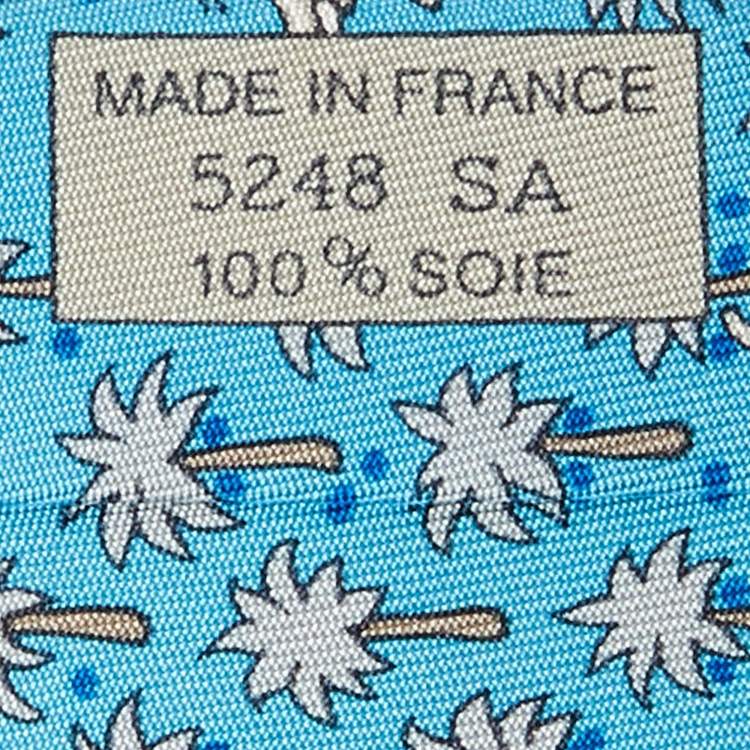 MADE IN FRANCE
5248 SA
100% SOIE